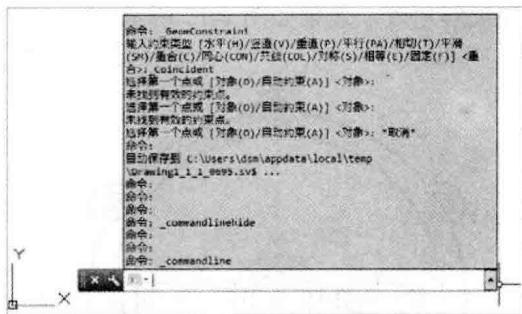 命令: _GeomConstraint
输入约束类型 [水平(H)/竖直(V)/垂直(P)/平行(PA)/相切(T)/平滑
(SM)/重合(C)/同心(CON)/共线(COL)/对称(S)/相等(E)/固定(F)] <重
合>:_Coincident
选择第一个点或 [对象(O)/自动约束(A)] <对象>:
未找到有效的约束点。
选择第一个点或 [对象(O)/自动约束(A)] <对象>:
未找到有效的约束点。
选择第一个点或 [对象(O)/自动约束(A)] <对象>: *取消*
命令:
自动保存到 C:\Users\dsm\appdata\local\temp
\Drawing1_1_1_0695.sv$ ...
命令:
命令:
命令:
命令: _commandlinehide
命令:
命令:
命令: _commandline
Y
X